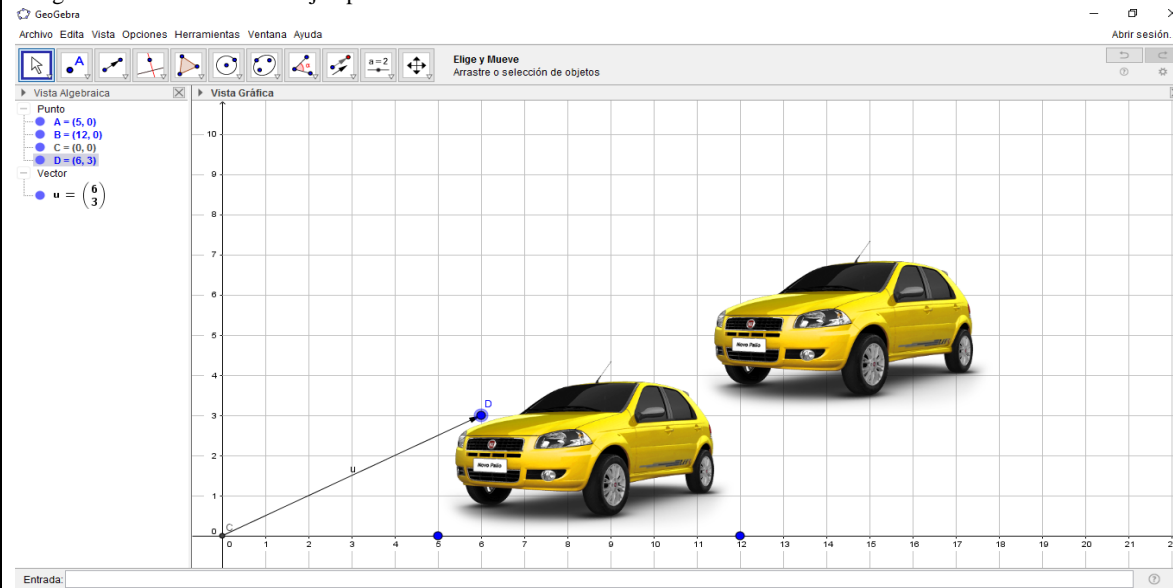 GeoGebra
Archivo Edita Vista Opciones Herramientas Ventana Ayuda
Abrir sesión.
A
α
a = 2
Elige y Mueve
Arrastre o selección de objetos
Vista Algebraica
Vista Gráfica
Punto
A = (5, 0)
B = (12, 0)
C = (0, 0)
D = (6, 3)
Vector
u = (6
3)
10
9
8
7
6
5
4
3
2
1
0
D
u
C
Novo Palio
Novo Palio
0 1 2 3 4 5 6 7 8 9 10 11 12 13 14 15 16 17 18 19 20 21
Entrada: